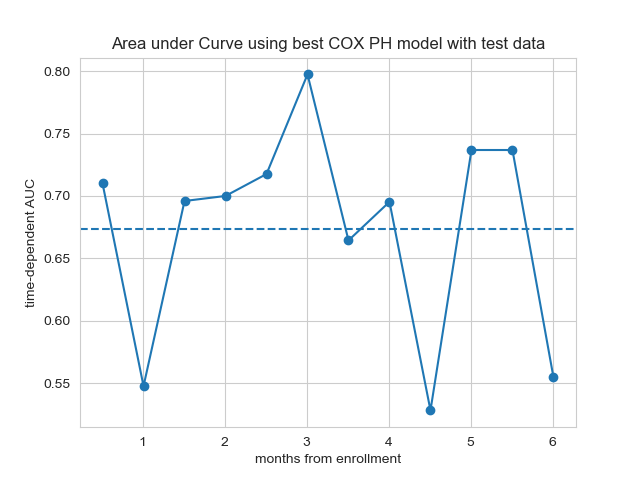 Area under Curve using best COX PH model with test data
time-dependent AUC
0.80
0.75
0.70
0.65
0.60
0.55
1 2 3 4 5 6
months from enrollment